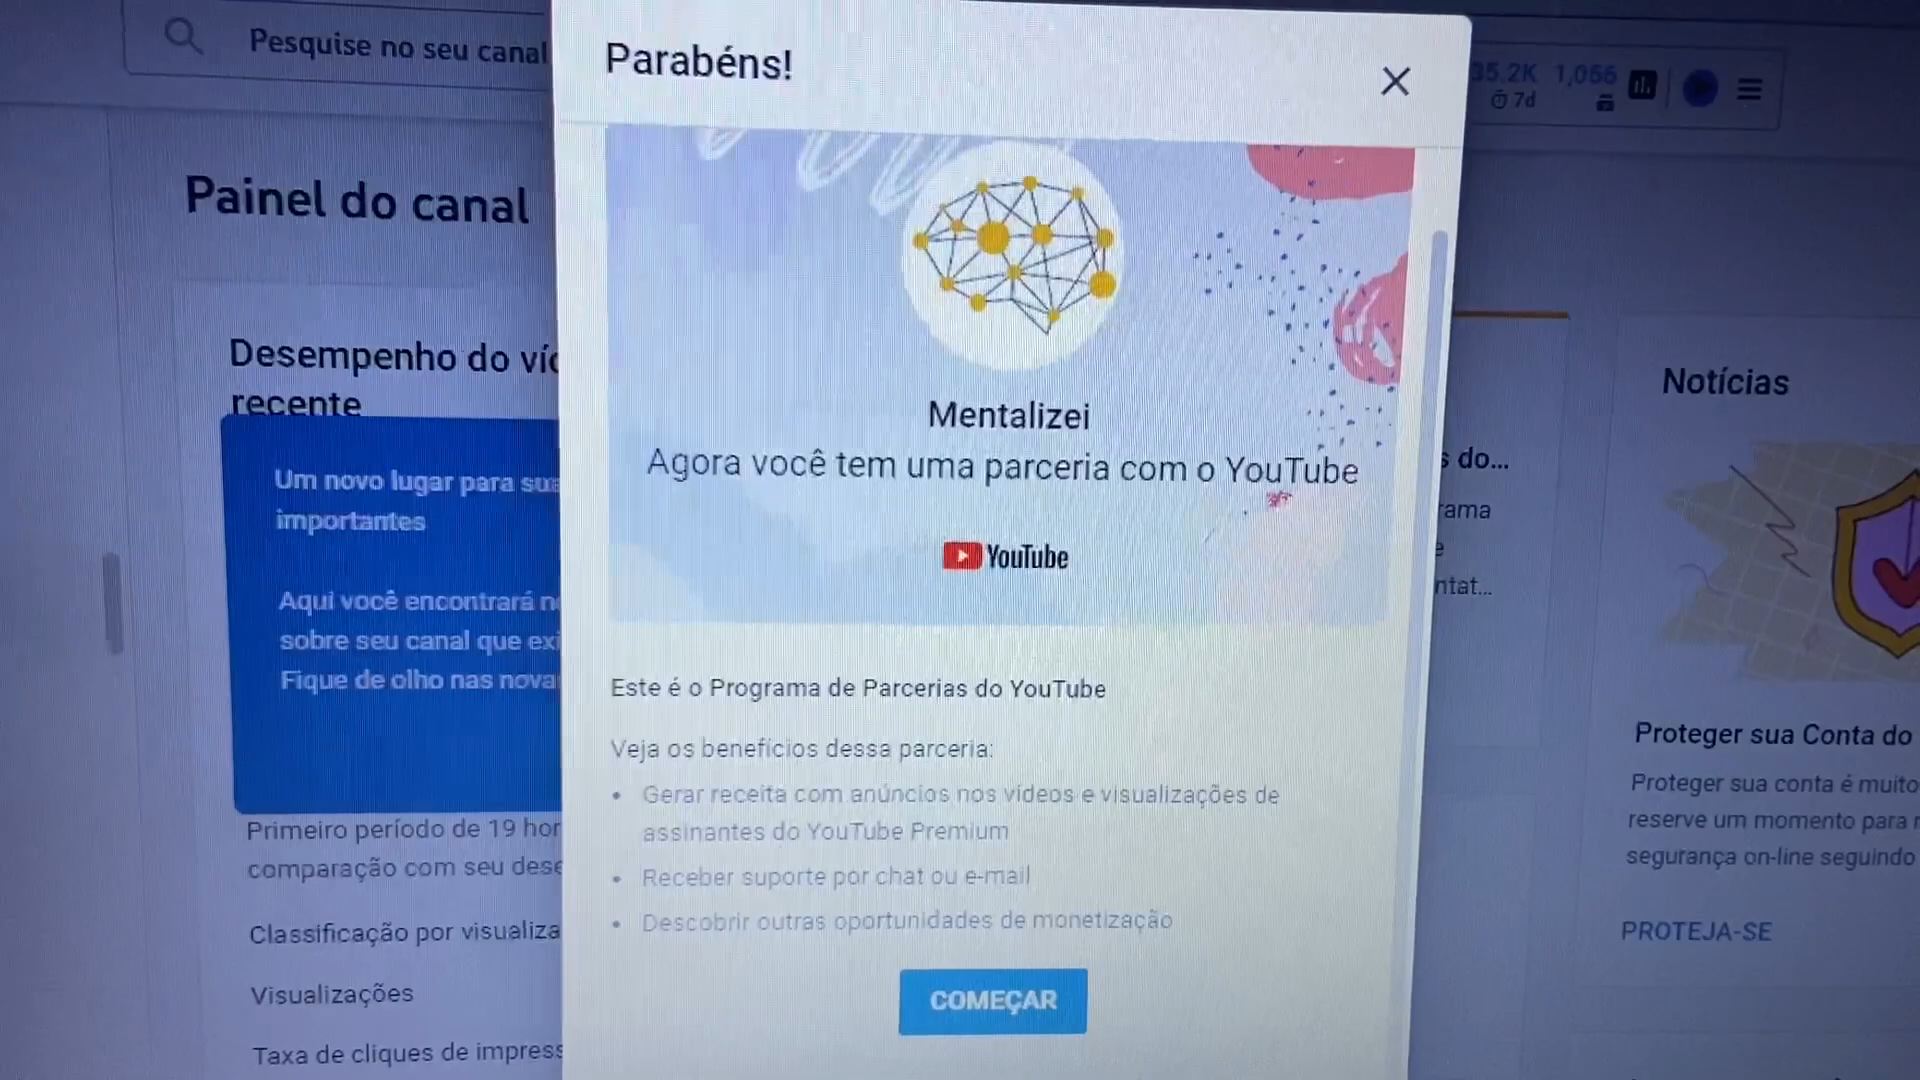 Pesquise no seu canal
Parabéns!
35.2K 1,056
7d
Painel do canal
Desempenho do víd
recente
Um novo lugar para sua
importantes
Aqui você encontrará n
sobre seu canal que exi
Fique de olho nas nova
Primeiro período de 19 hor
comparação com seu dese
Classificação por visualiza
Visualizações
Taxa de cliques de impress
Mentalizei
Agora você tem uma parceria com o YouTube
YouTube
Este é o Programa de Parcerias do YouTube
Veja os benefícios dessa parceria:
• Gerar receita com anúncios nos vídeos e visualizações de
assinantes do YouTube Premium
• Receber suporte por chat ou e-mail
• Descobrir outras oportunidades de monetização
COMEÇAR
s do...
rama
e
ntat...
Notícias
Proteger sua Conta do
Proteger sua conta é muito
reserve um momento para r
segurança on-line seguindo
PROTEJA-SE